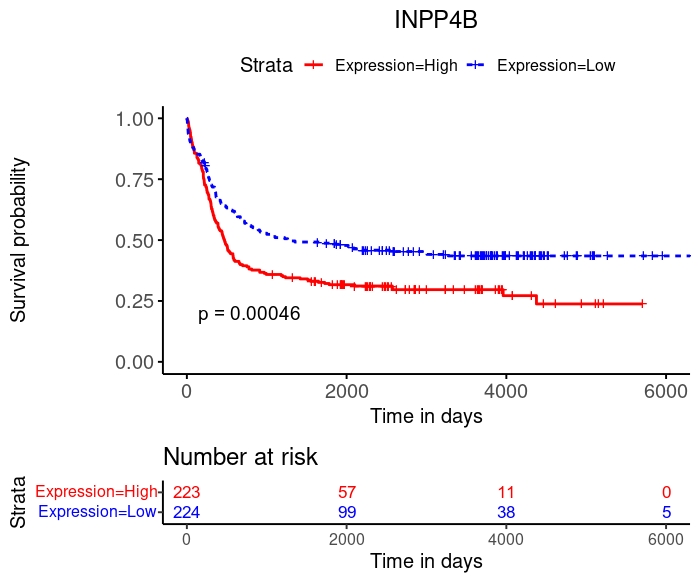 INPP4B
Strata Expression=High Expression=Low
Survival probability
1.00
0.75
0.50
0.25
0.00
p = 0.00046
0 2000 4000 6000
Time in days
Number at risk
Strata
Expression=High 223 57 11 0
Expression=Low 224 99 38 5
0 2000 4000 6000
Time in days